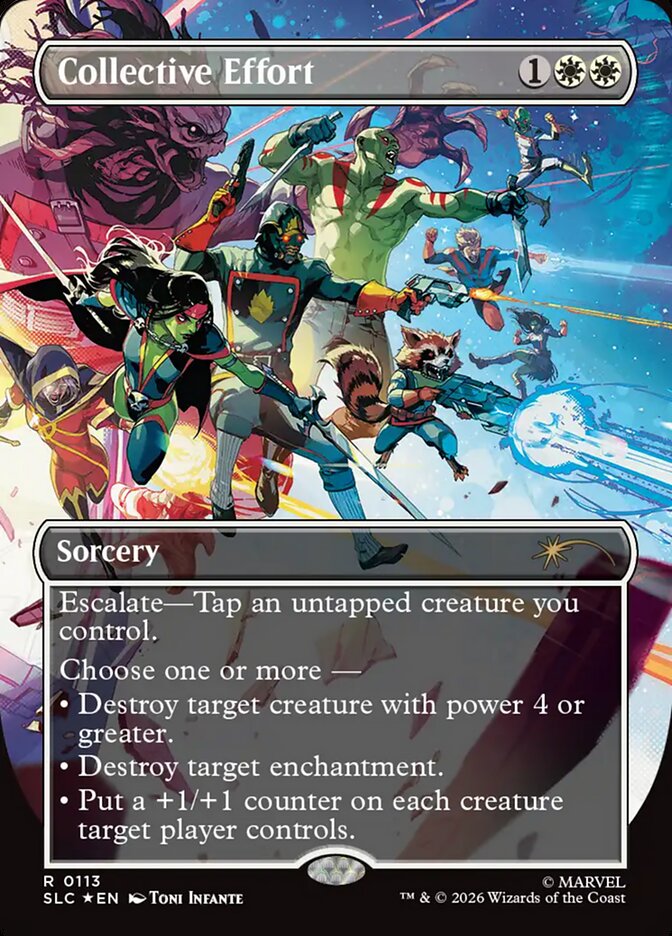 Collective Effort 1
Sorcery
Escalate—Tap an untapped creature you
control.
Choose one or more —
• Destroy target creature with power 4 or
greater.
• Destroy target enchantment.
• Put a +1/+1 counter on each creature
target player controls.
R 0113
SLC ★ EN Toni Infante
© MARVEL
™ & © 2026 Wizards of the Coast